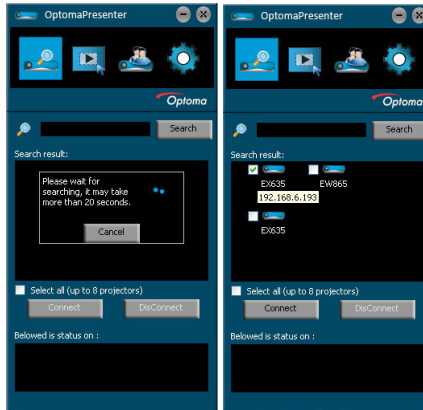 OptomaPresenter
Optoma
Search
Search result:
Please wait for
searching, it may take
more than 20 seconds.
Cancel
Select all (up to 8 projectors)
Connect
DisConnect
Belowed is status on :
OptomaPresenter
Optoma
Search
Search result:
EX635
EW865
192.168.6.193
EX635
Select all (up to 8 projectors)
Connect
DisConnect
Belowed is status on :